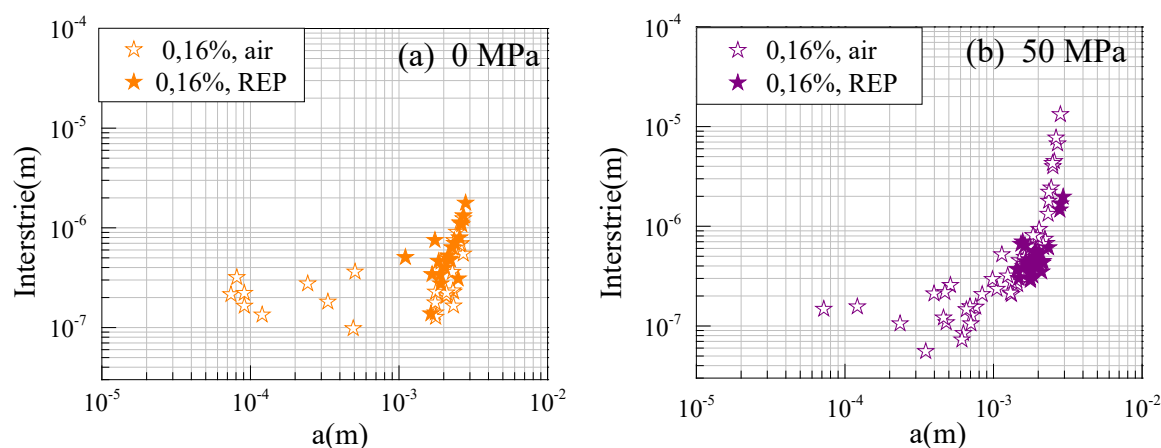 10⁻⁴
10⁻⁵
10⁻⁶
10⁻⁷
Interstrie(m)
☆ 0,16%, air
★ 0,16%, REP
(a) 0 MPa
10⁻⁵ 10⁻⁴ 10⁻³ 10⁻²
a(m)
10⁻⁴
10⁻⁵
10⁻⁶
10⁻⁷
Interstrie(m)
☆ 0,16%, air
★ 0,16%, REP
(b) 50 MPa
10⁻⁵ 10⁻⁴ 10⁻³ 10⁻²
a(m)